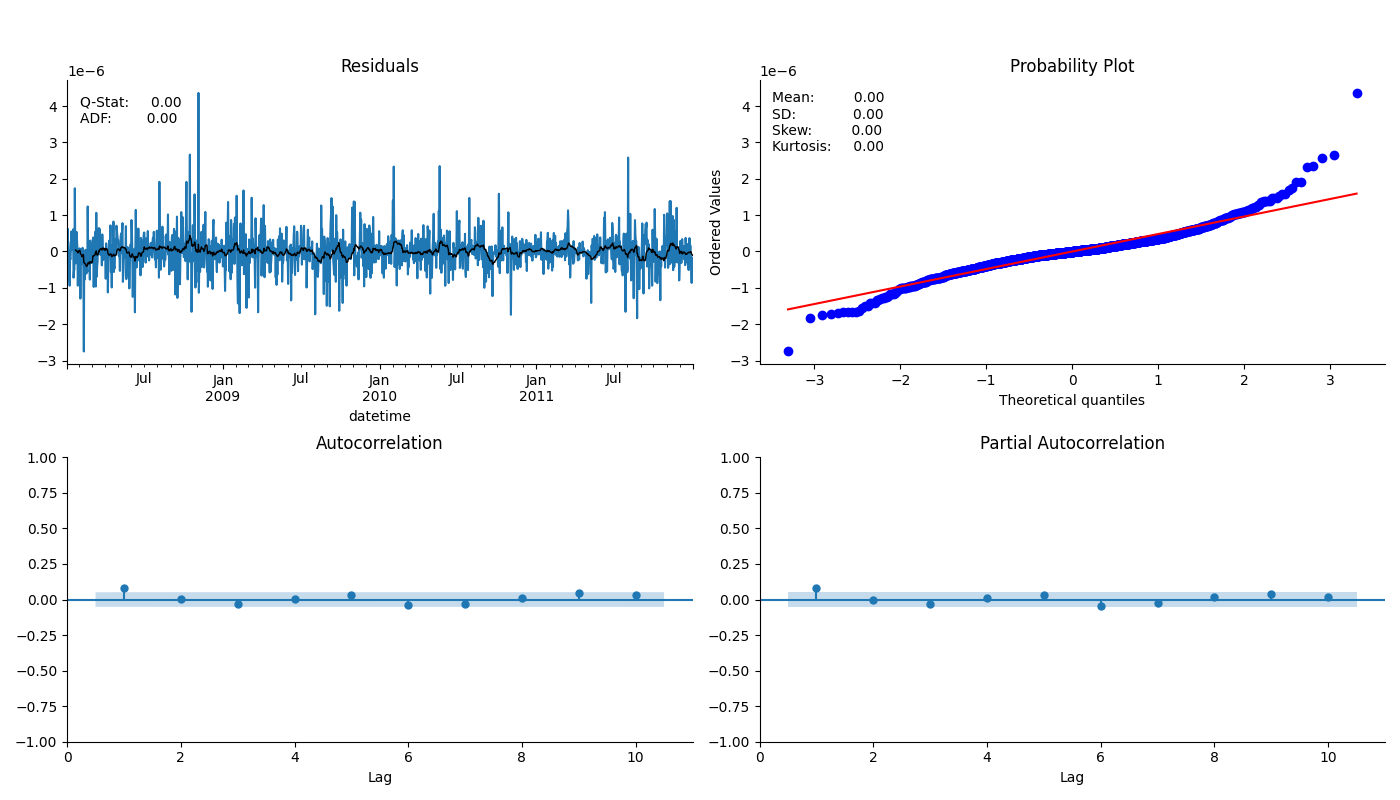 Residuals
1e−6
Q-Stat: 0.00
ADF: 0.00
4
3
2
1
0
−1
−2
−3
Jul Jan Jul Jan Jul Jan Jul
2009 2010 2011
datetime
Probability Plot
1e−6
Mean: 0.00
SD: 0.00
Skew: 0.00
Kurtosis: 0.00
Ordered Values
4
3
2
1
0
−1
−2
−3
−3 −2 −1 0 1 2 3
Theoretical quantiles
Autocorrelation
1.00
0.75
0.50
0.25
0.00
−0.25
−0.50
−0.75
−1.00
0 2 4 6 8 10
Lag
Partial Autocorrelation
1.00
0.75
0.50
0.25
0.00
−0.25
−0.50
−0.75
−1.00
0 2 4 6 8 10
Lag